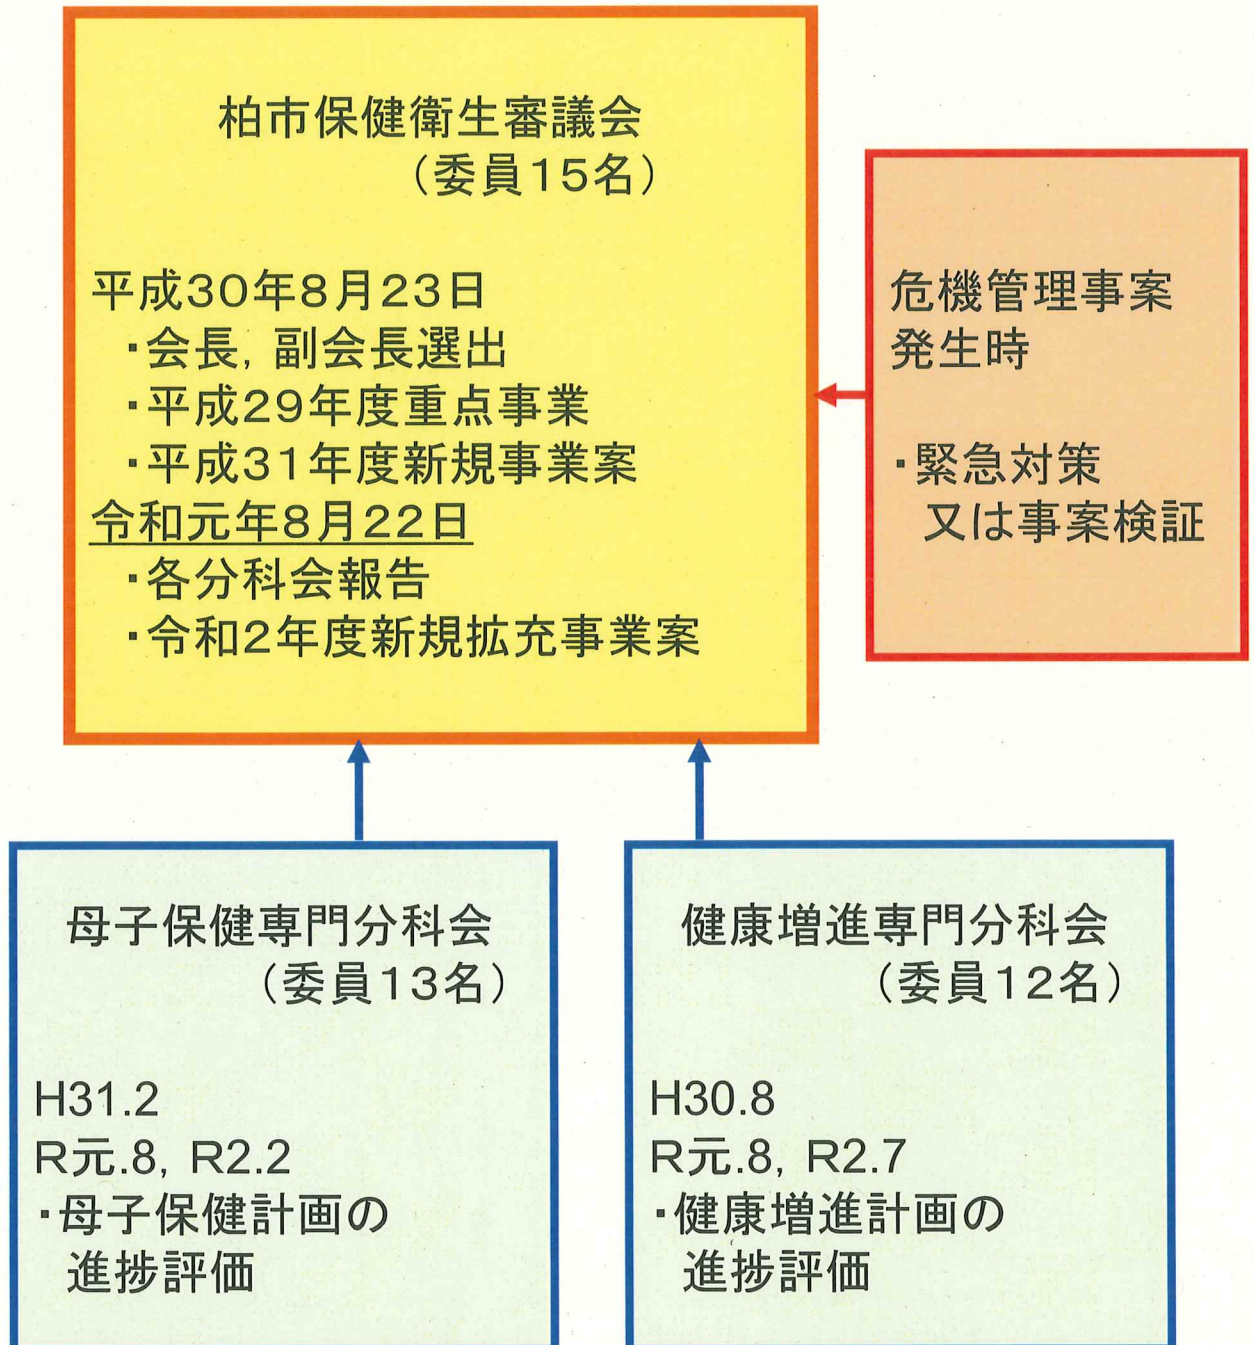 柏市保健衛生審議会
（委員１５名）
平成３０年８月２３日
・会長，副会長選出
・平成２９年度重点事業
・平成３１年度新規事業案
令和元年８月２２日
・各分科会報告
・令和２年度新規拡充事業案
危機管理事案
発生時
・緊急対策
又は事案検証
母子保健専門分科会
（委員１３名）
H31.2
R元.8, R2.2
・母子保健計画の
進捗評価
健康増進専門分科会
（委員１２名）
H30.8
R元.8, R2.7
・健康増進計画の
進捗評価